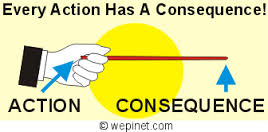 Every Action Has A Consequence!
ACTION CONSEQUENCE
© wepinet.com